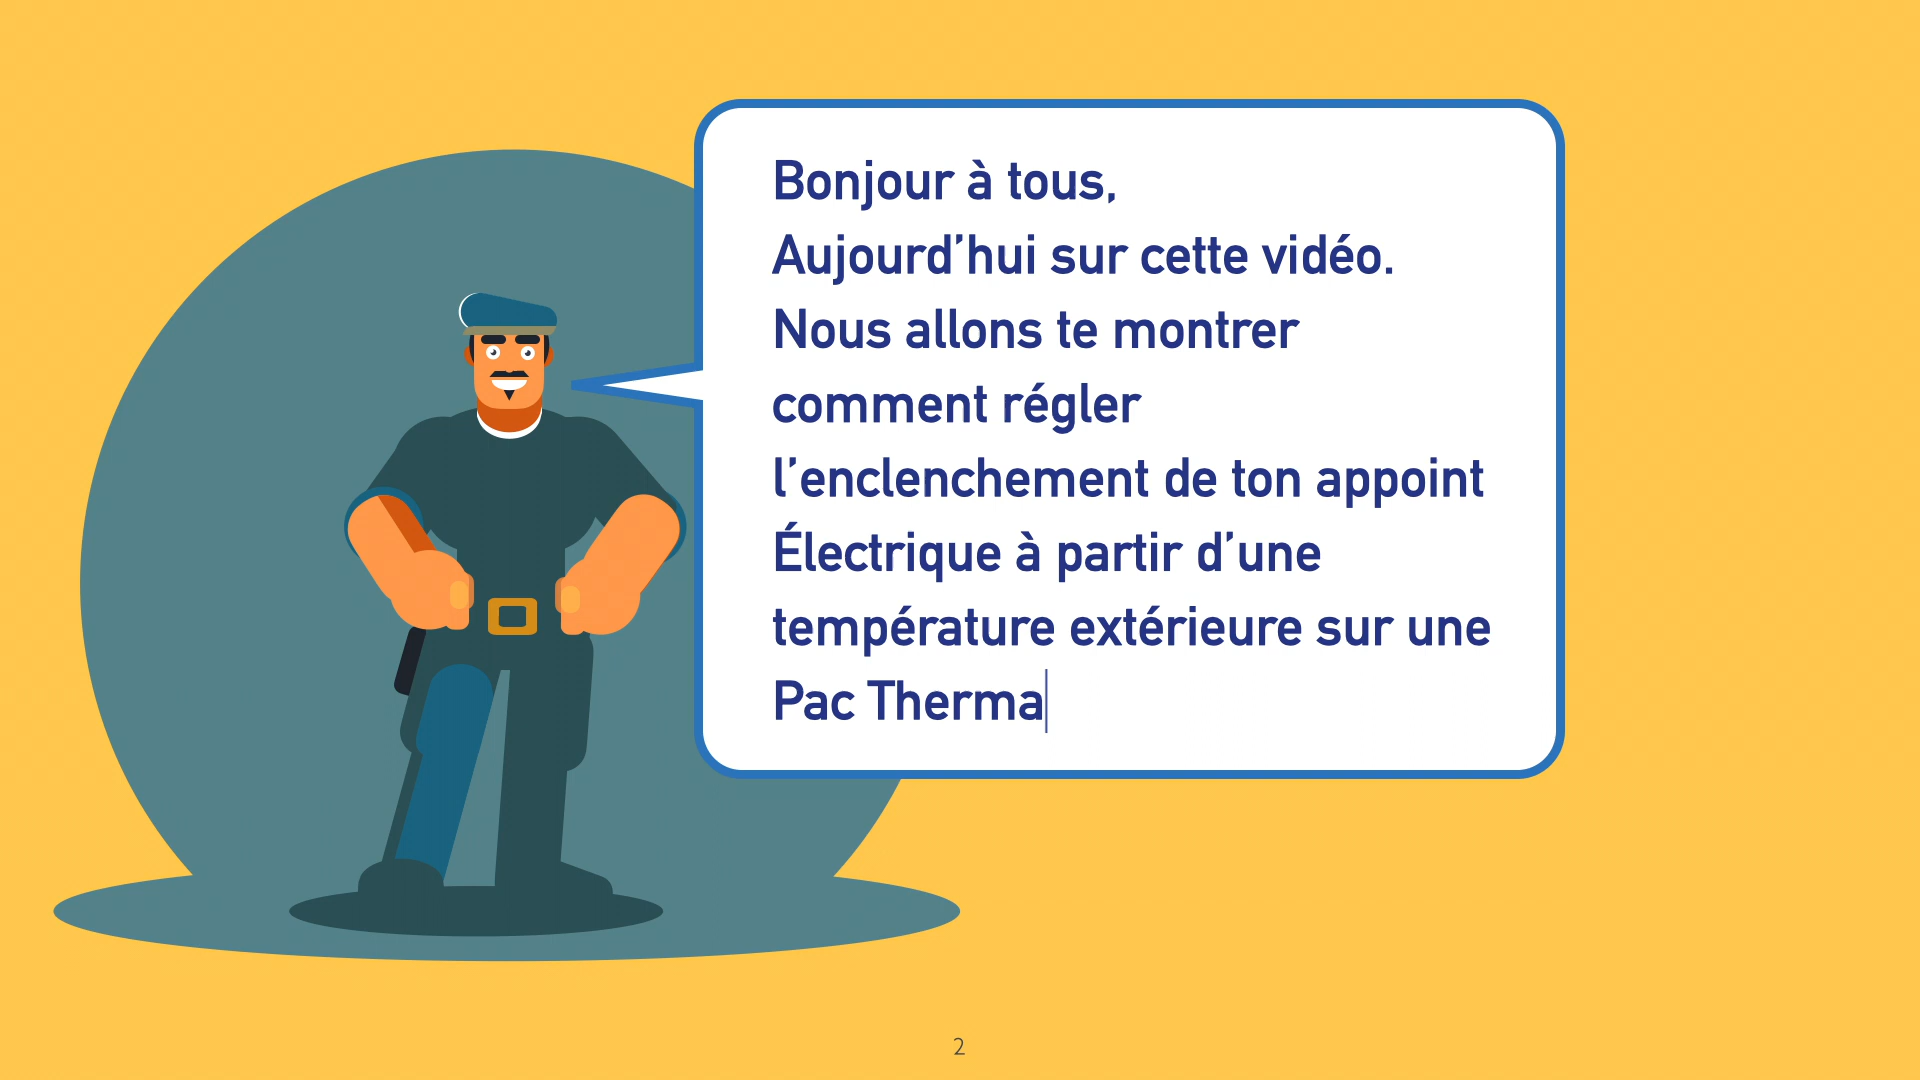 Bonjour à tous,
Aujourd’hui sur cette vidéo.
Nous allons te montrer
comment régler
l’enclenchement de ton appoint
Électrique à partir d’une
température extérieure sur une
Pac Therma
2